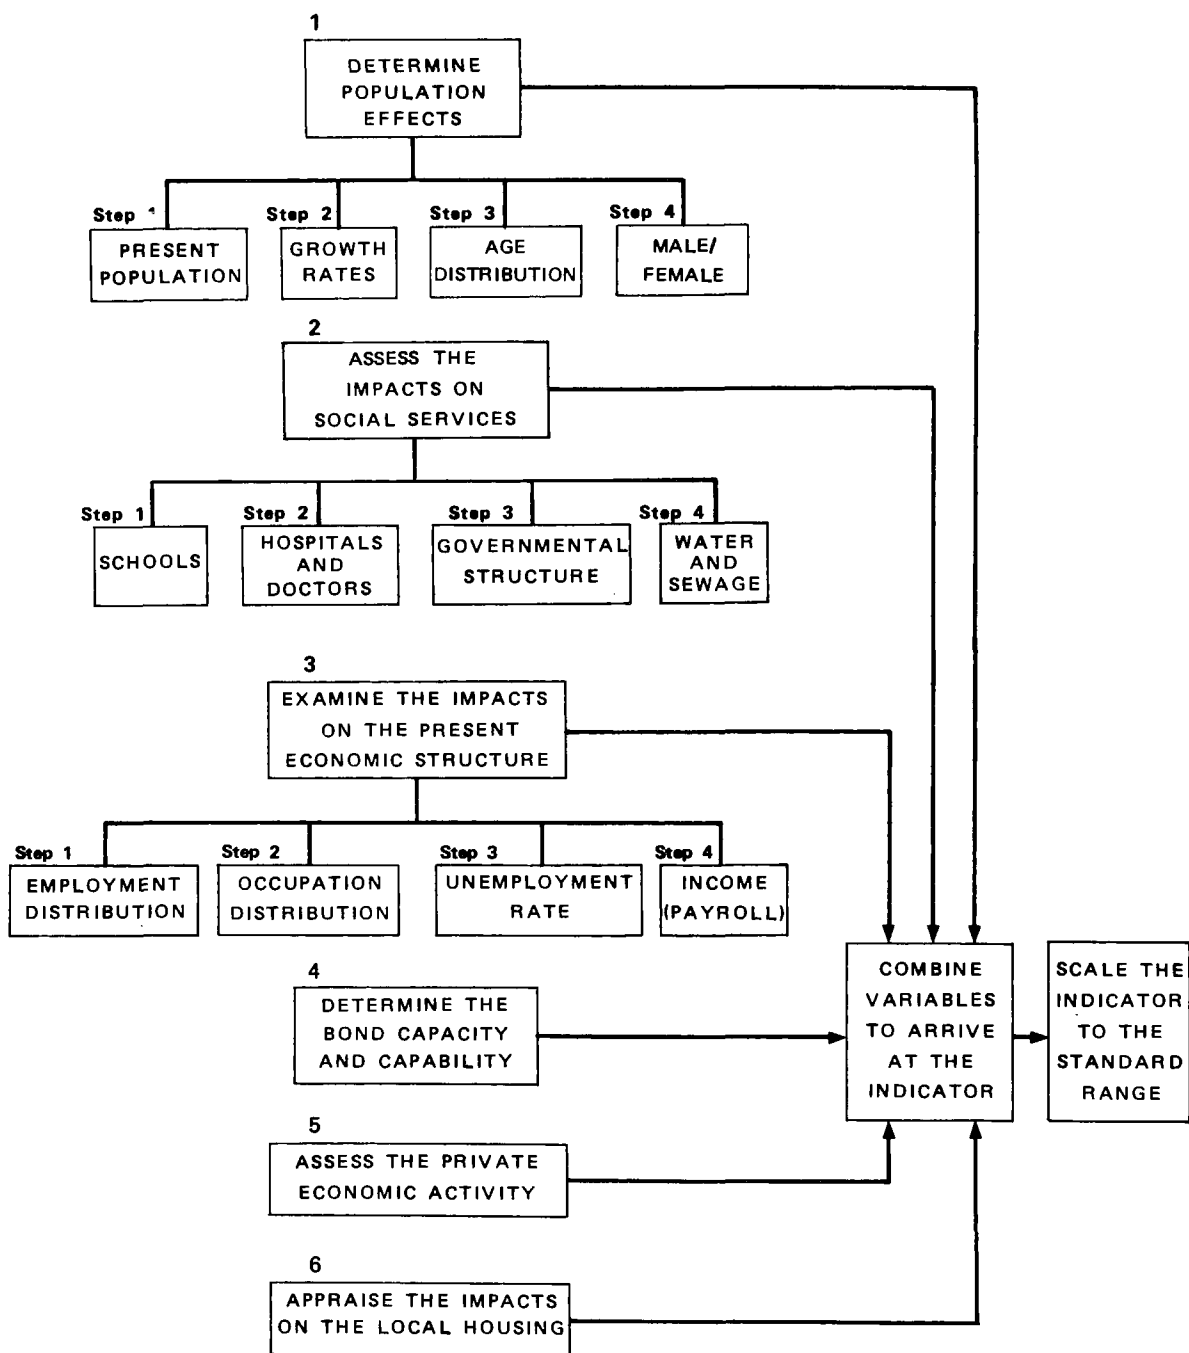 1
DETERMINE
POPULATION
EFFECTS
Step 1
PRESENT
POPULATION
Step 2
GROWTH
RATES
Step 3
AGE
DISTRIBUTION
Step 4
MALE/
FEMALE
2
ASSESS THE
IMPACTS ON
SOCIAL SERVICES
Step 1
SCHOOLS
Step 2
HOSPITALS
AND
DOCTORS
Step 3
GOVERNMENTAL
STRUCTURE
Step 4
WATER
AND
SEWAGE
3
EXAMINE THE IMPACTS
ON THE PRESENT
ECONOMIC STRUCTURE
Step 1
EMPLOYMENT
DISTRIBUTION
Step 2
OCCUPATION
DISTRIBUTION
Step 3
UNEMPLOYMENT
RATE
Step 4
INCOME
(PAYROLL)
4
DETERMINE THE
BOND CAPACITY
AND CAPABILITY
5
ASSESS THE PRIVATE
ECONOMIC ACTIVITY
6
APPRAISE THE IMPACTS
ON THE LOCAL HOUSING
COMBINE
VARIABLES
TO ARRIVE
AT THE
INDICATOR
SCALE THE
INDICATOR
TO THE
STANDARD
RANGE